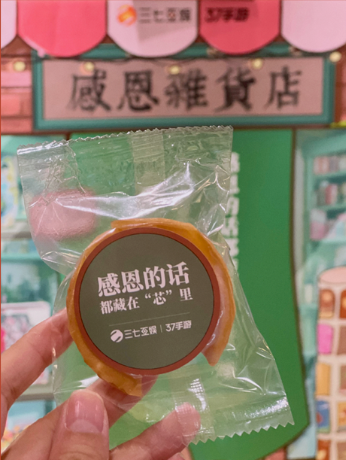 三七互娱
37手游
感恩雜貨店
感恩的话
都藏在“芯”里
三七互娱 | 37手游